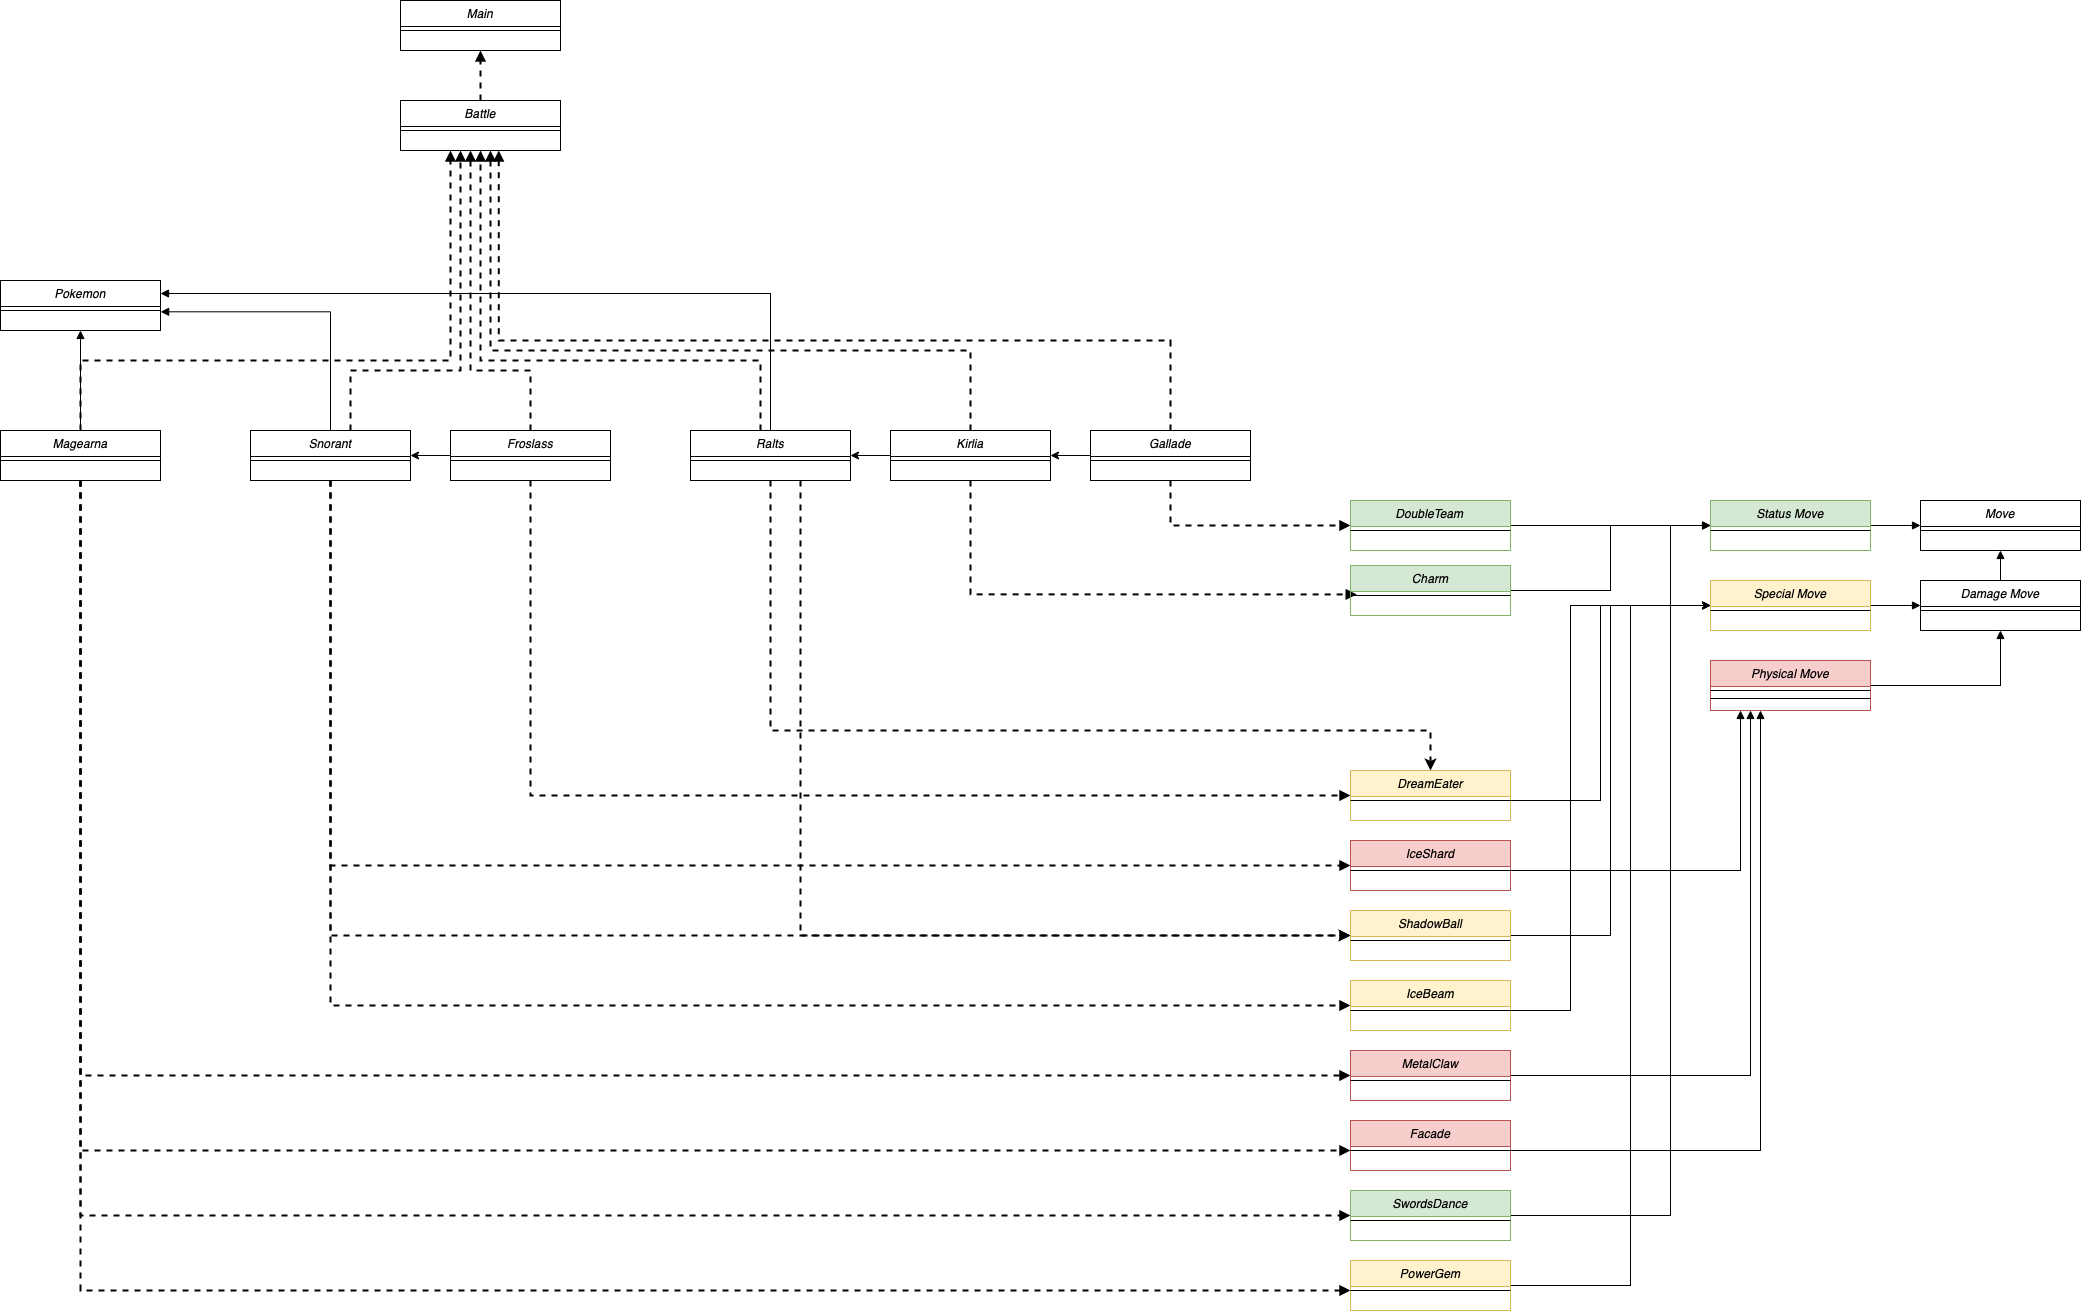 Main
Battle
Pokemon
Magearna
Snorant
Froslass
Ralts
Kirlia
Gallade
DoubleTeam
Status Move
Move
Charm
Special Move
Damage Move
Physical Move
DreamEater
IceShard
ShadowBall
IceBeam
MetalClaw
Facade
SwordsDance
PowerGem